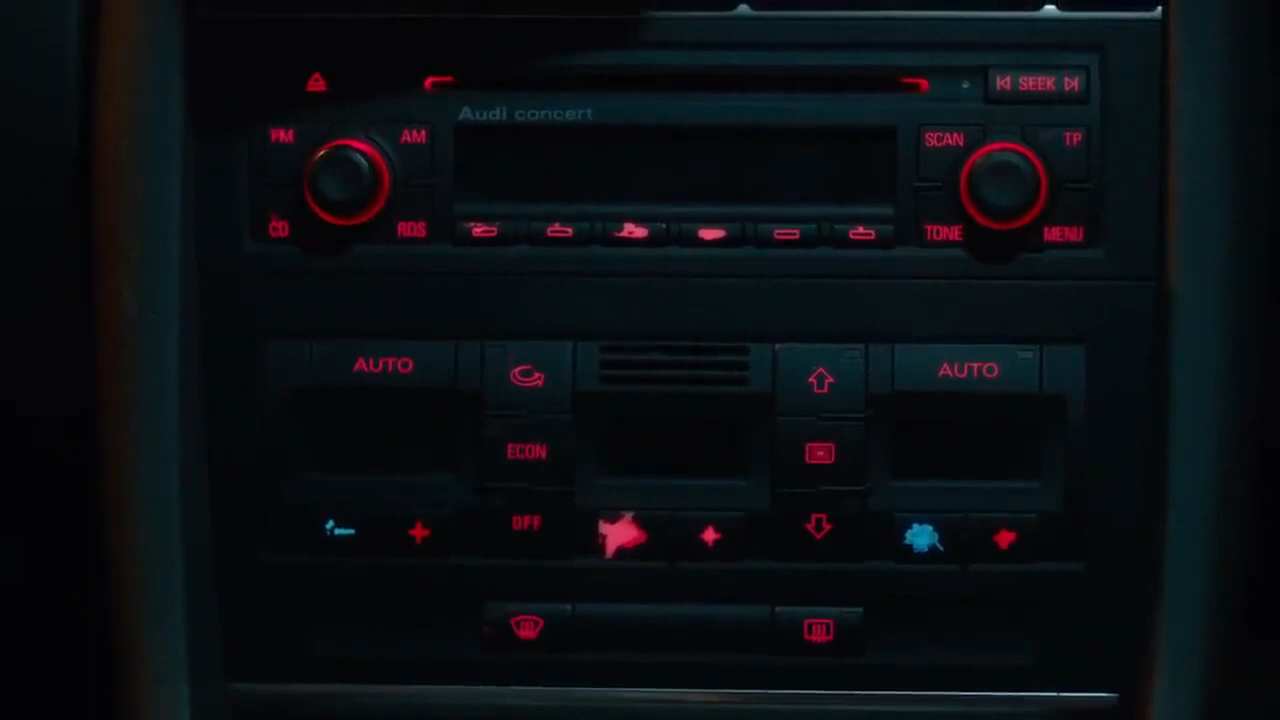 SEEK
Audi concert
FM AM SCAN TP
CD RDS TONE MENU
AUTO AUTO
ECON
OFF